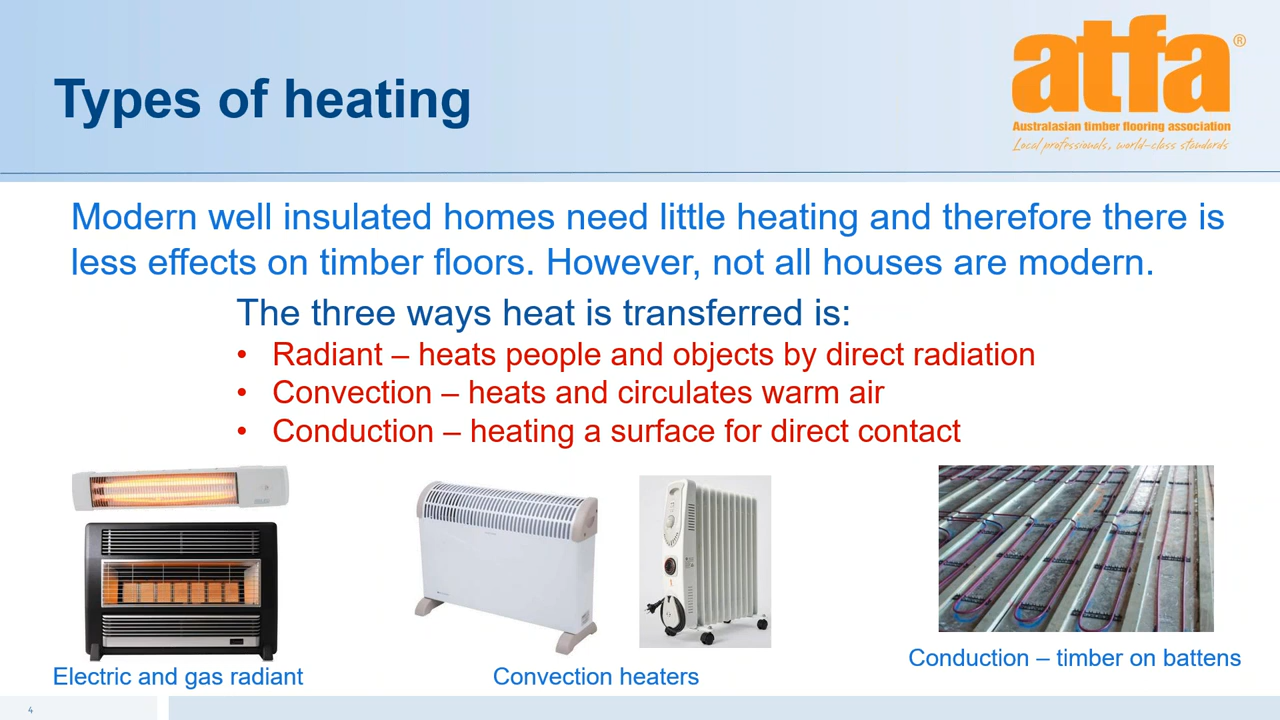 Types of heating
atfa®
Australasian timber flooring association
Local professionals, world-class standards
Modern well insulated homes need little heating and therefore there is
less effects on timber floors. However, not all houses are modern.
The three ways heat is transferred is:
• Radiant – heats people and objects by direct radiation
• Convection – heats and circulates warm air
• Conduction – heating a surface for direct contact
Electric and gas radiant
Convection heaters
Conduction – timber on battens
4